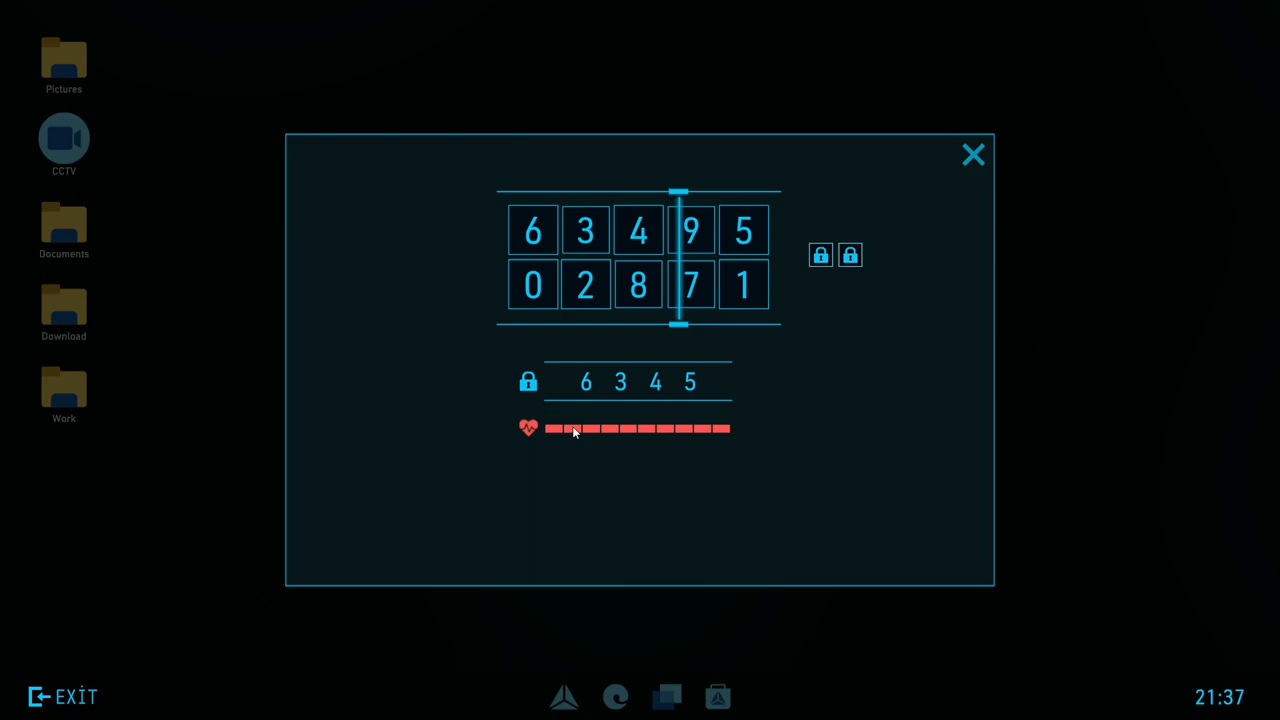 Pictures
CCTV
Documents
Download
Work
6 3 4 9 5
0 2 8 7 1
6 3 4 5
EXİT
21:37